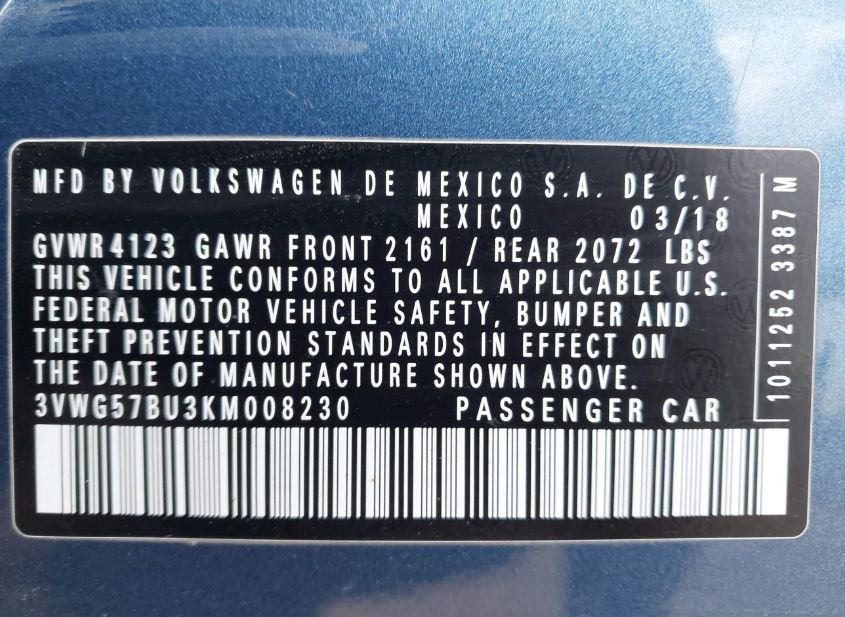 MFD BY VOLKSWAGEN DE MEXICO S.A. DE C.V.
MEXICO 03/18
GVWR 4123 GAWR FRONT 2161 / REAR 2072 LBS
THIS VEHICLE CONFORMS TO ALL APPLICABLE U.S.
FEDERAL MOTOR VEHICLE SAFETY, BUMPER AND
THEFT PREVENTION STANDARDS IN EFFECT ON
THE DATE OF MANUFACTURE SHOWN ABOVE.
3VWG57BU3KM008230 PASSENGER CAR
1011252 3387 M